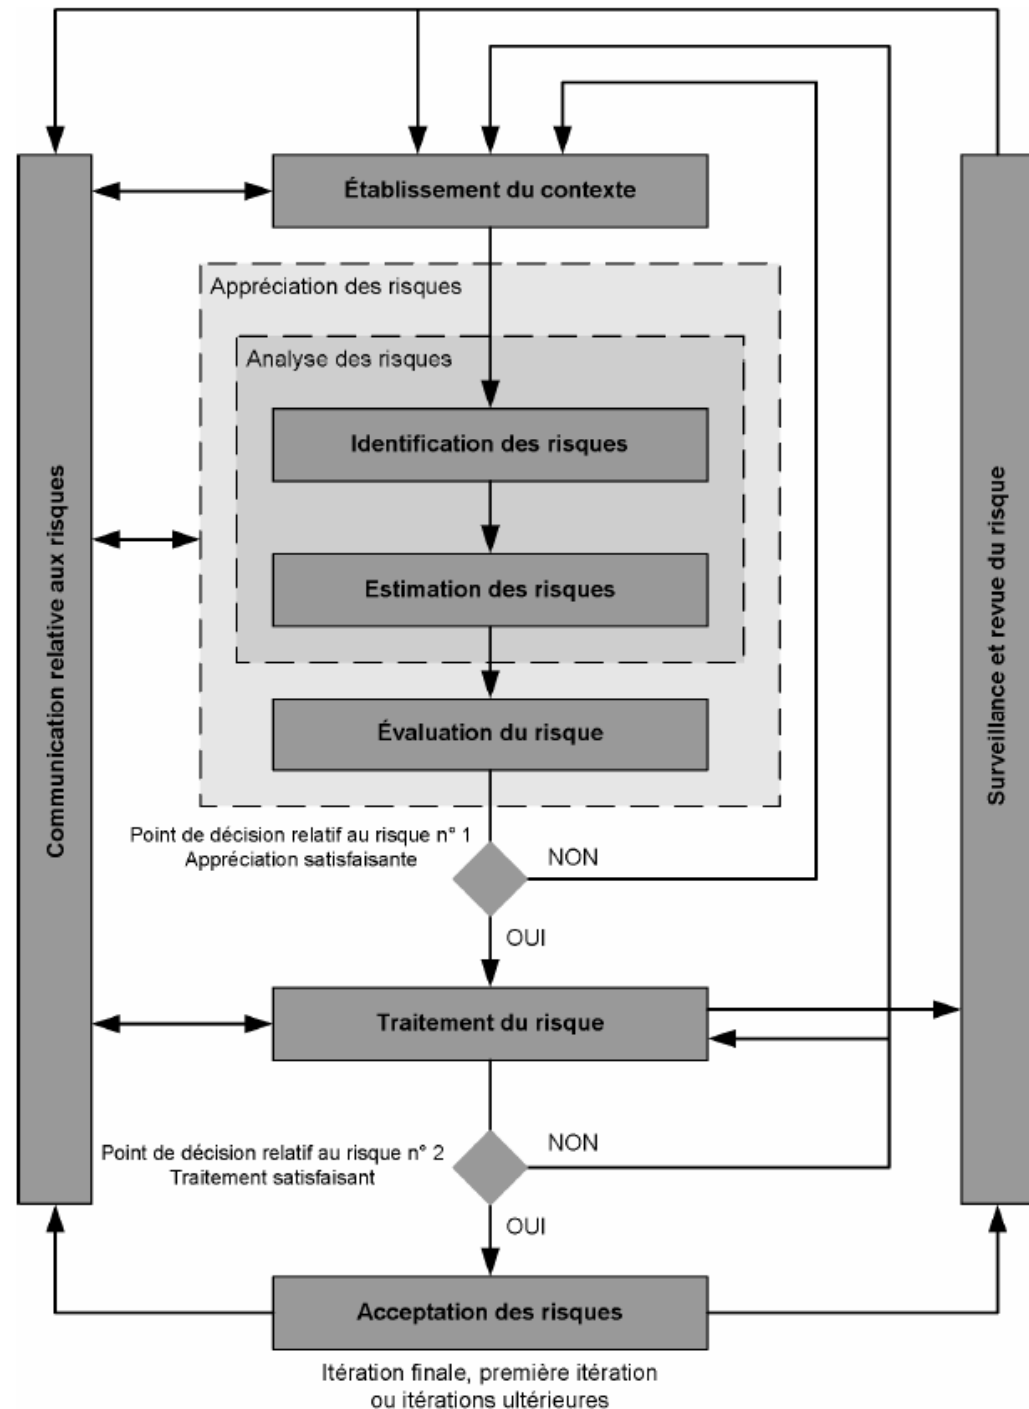 Établissement du contexte
Appréciation des risques
Analyse des risques
Identification des risques
Estimation des risques
Évaluation du risque
Communication relative aux risques
Surveillance et revue du risque
Point de décision relatif au risque n° 1
Appréciation satisfaisante
NON
OUI
Traitement du risque
Point de décision relatif au risque n° 2
Traitement satisfaisant
NON
OUI
Acceptation des risques
Itération finale, première itération
ou itérations ultérieures